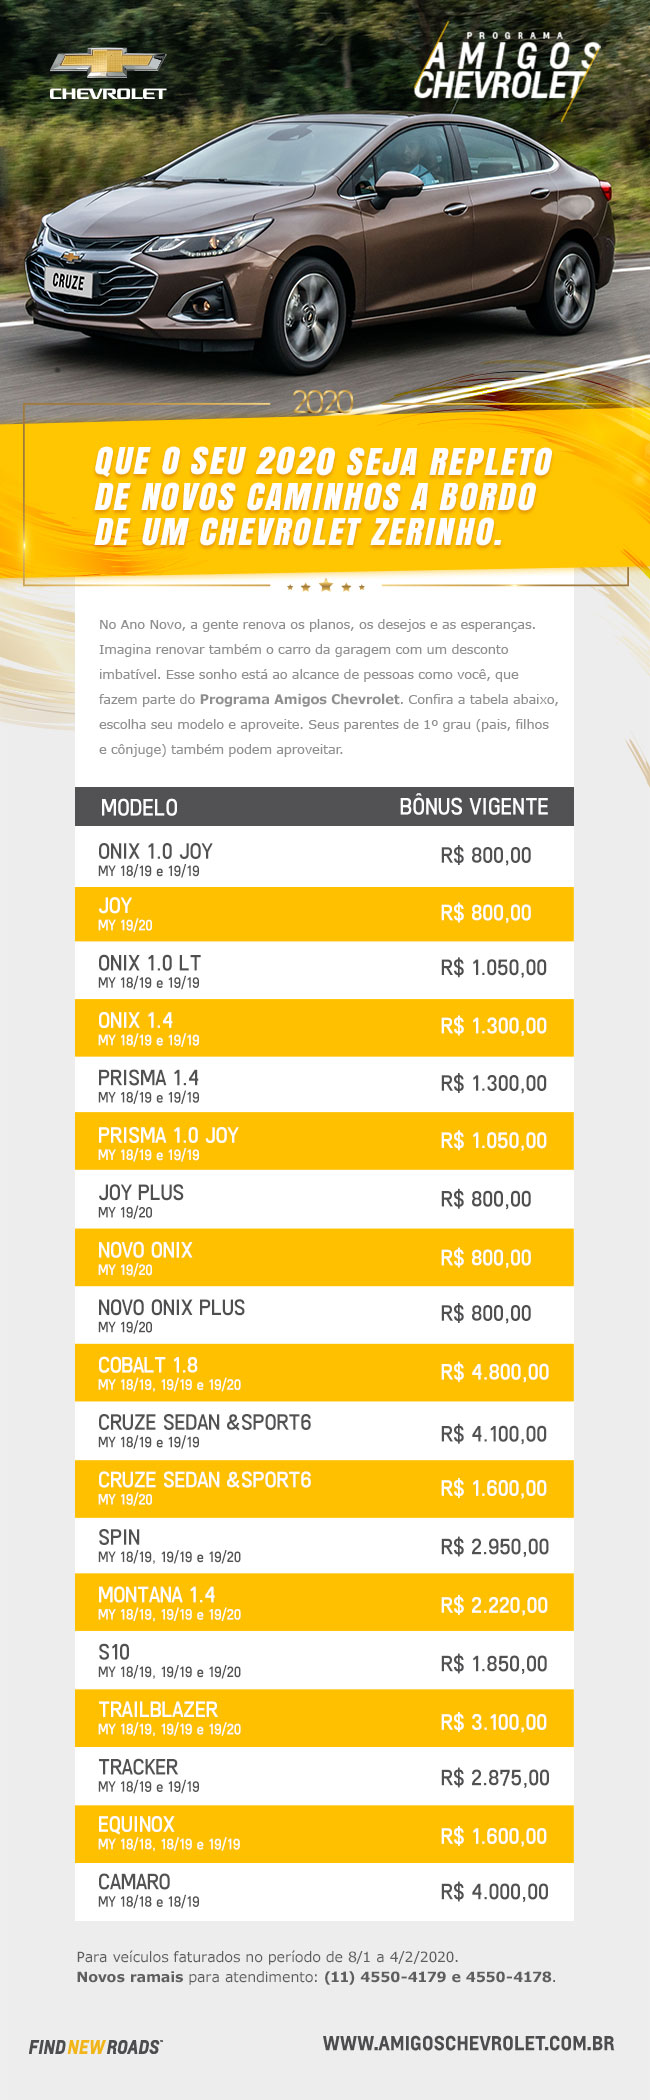 CHEVROLET
PROGRAMA
AMIGOS
CHEVROLET
CRUZE
2020
QUE O SEU 2020 SEJA REPLETO
DE NOVOS CAMINHOS A BORDO
DE UM CHEVROLET ZERINHO.
No Ano Novo, a gente renova os planos, os desejos e as esperanças.
Imagina renovar também o carro da garagem com um desconto
imbatível. Esse sonho está ao alcance de pessoas como você, que
fazem parte do Programa Amigos Chevrolet. Confira a tabela abaixo,
escolha seu modelo e aproveite. Seus parentes de 1º grau (pais, filhos
e cônjuge) também podem aproveitar.
MODELO BÔNUS VIGENTE
ONIX 1.0 JOY R$ 800,00
MY 18/19 e 19/19
JOY R$ 800,00
MY 19/20
ONIX 1.0 LT R$ 1.050,00
MY 18/19 e 19/19
ONIX 1.4 R$ 1.300,00
MY 18/19 e 19/19
PRISMA 1.4 R$ 1.300,00
MY 18/19 e 19/19
PRISMA 1.0 JOY R$ 1.050,00
MY 18/19 e 19/19
JOY PLUS R$ 800,00
MY 19/20
NOVO ONIX R$ 800,00
MY 19/20
NOVO ONIX PLUS R$ 800,00
MY 19/20
COBALT 1.8 R$ 4.800,00
MY 18/19, 19/19 e 19/20
CRUZE SEDAN &SPORT6 R$ 4.100,00
MY 18/19 e 19/19
CRUZE SEDAN &SPORT6 R$ 1.600,00
MY 19/20
SPIN R$ 2.950,00
MY 18/19, 19/19 e 19/20
MONTANA 1.4 R$ 2.220,00
MY 18/19, 19/19 e 19/20
S10 R$ 1.850,00
MY 18/19, 19/19 e 19/20
TRAILBLAZER R$ 3.100,00
MY 18/19, 19/19 e 19/20
TRACKER R$ 2.875,00
MY 18/19 e 19/19
EQUINOX R$ 1.600,00
MY 18/18, 18/19 e 19/19
CAMARO R$ 4.000,00
MY 18/18 e 18/19
Para veículos faturados no período de 8/1 a 4/2/2020.
Novos ramais para atendimento: (11) 4550-4179 e 4550-4178.
FIND NEW ROADS™ WWW.AMIGOSCHEVROLET.COM.BR